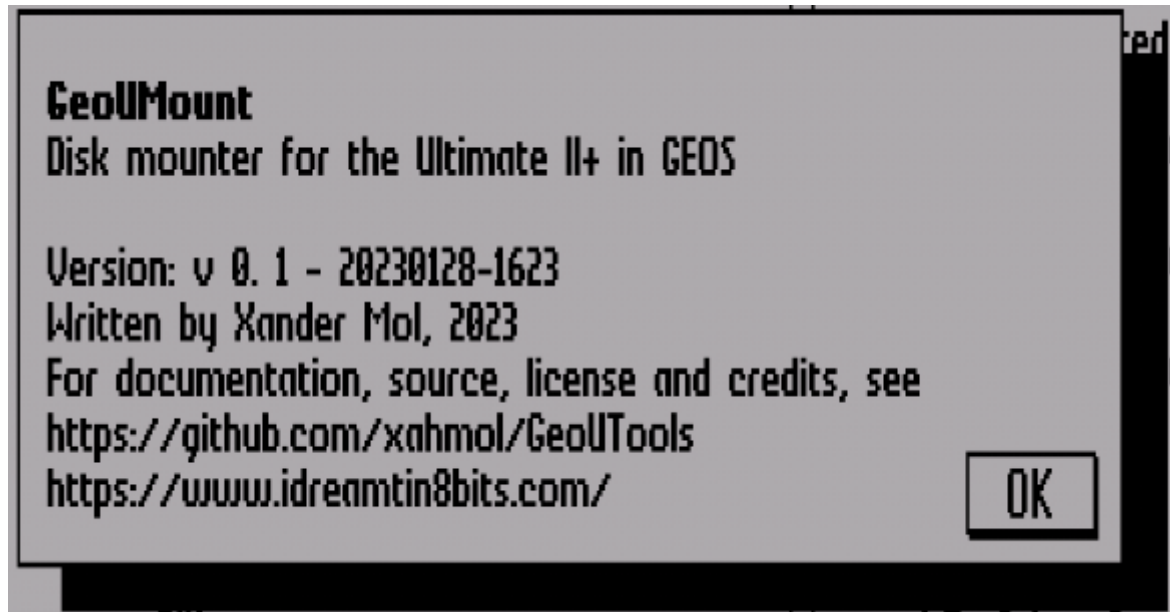 ted
GeoUMount
Disk mounter for the Ultimate II+ in GEOS
Version: v 0. 1 - 20230128-1623
Written by Xander Mol, 2023
For documentation, source, license and credits, see
https://github.com/xahmol/GeoUTools
https://www.idreamtin8bits.com/
OK